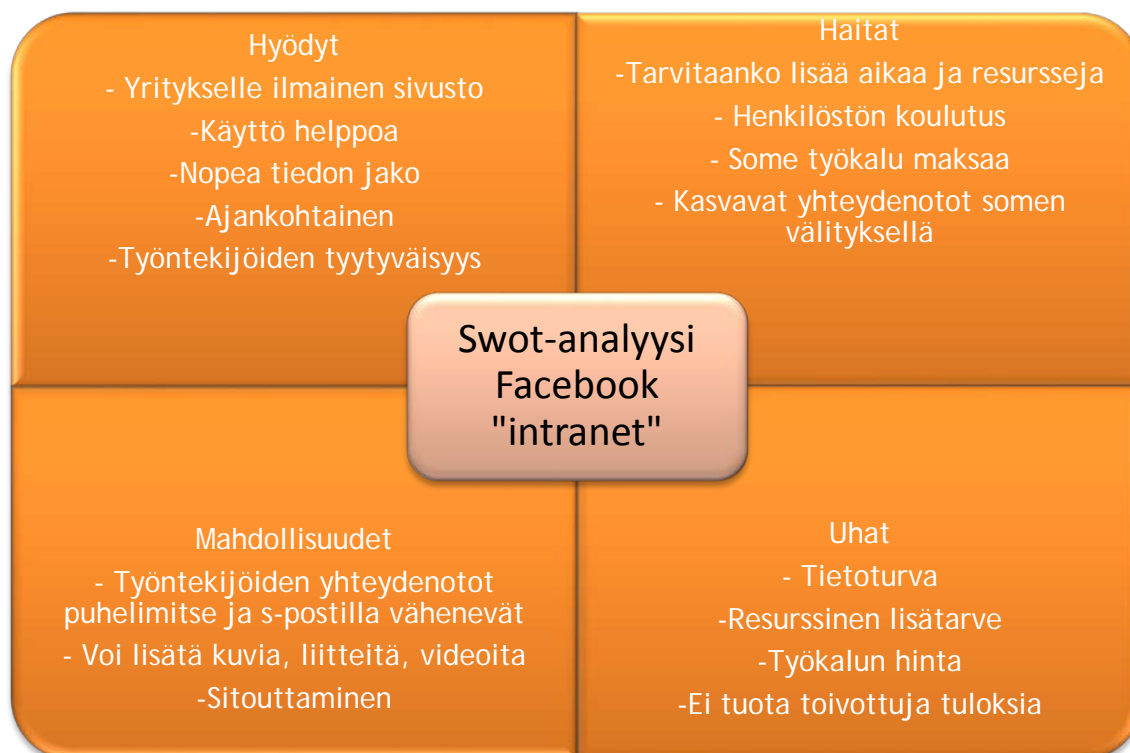 Hyödyt
- Yritykselle ilmainen sivusto
-Käyttö helppoa
-Nopea tiedon jako
-Ajankohtainen
-Työntekijöiden tyytyväisyys
Haitat
-Tarvitaanko lisää aikaa ja resursseja
- Henkilöstön koulutus
- Some työkalu maksaa
- Kasvavat yhteydenotot somen
välityksellä
Swot-analyysi
Facebook
"intranet"
Mahdollisuudet
- Työntekijöiden yhteydenotot
puhelimitse ja s-postilla vähenevät
- Voi lisätä kuvia, liitteitä, videoita
-Sitouttaminen
Uhat
- Tietoturva
-Resurssinen lisätarve
-Työkalun hinta
-Ei tuota toivottuja tuloksia